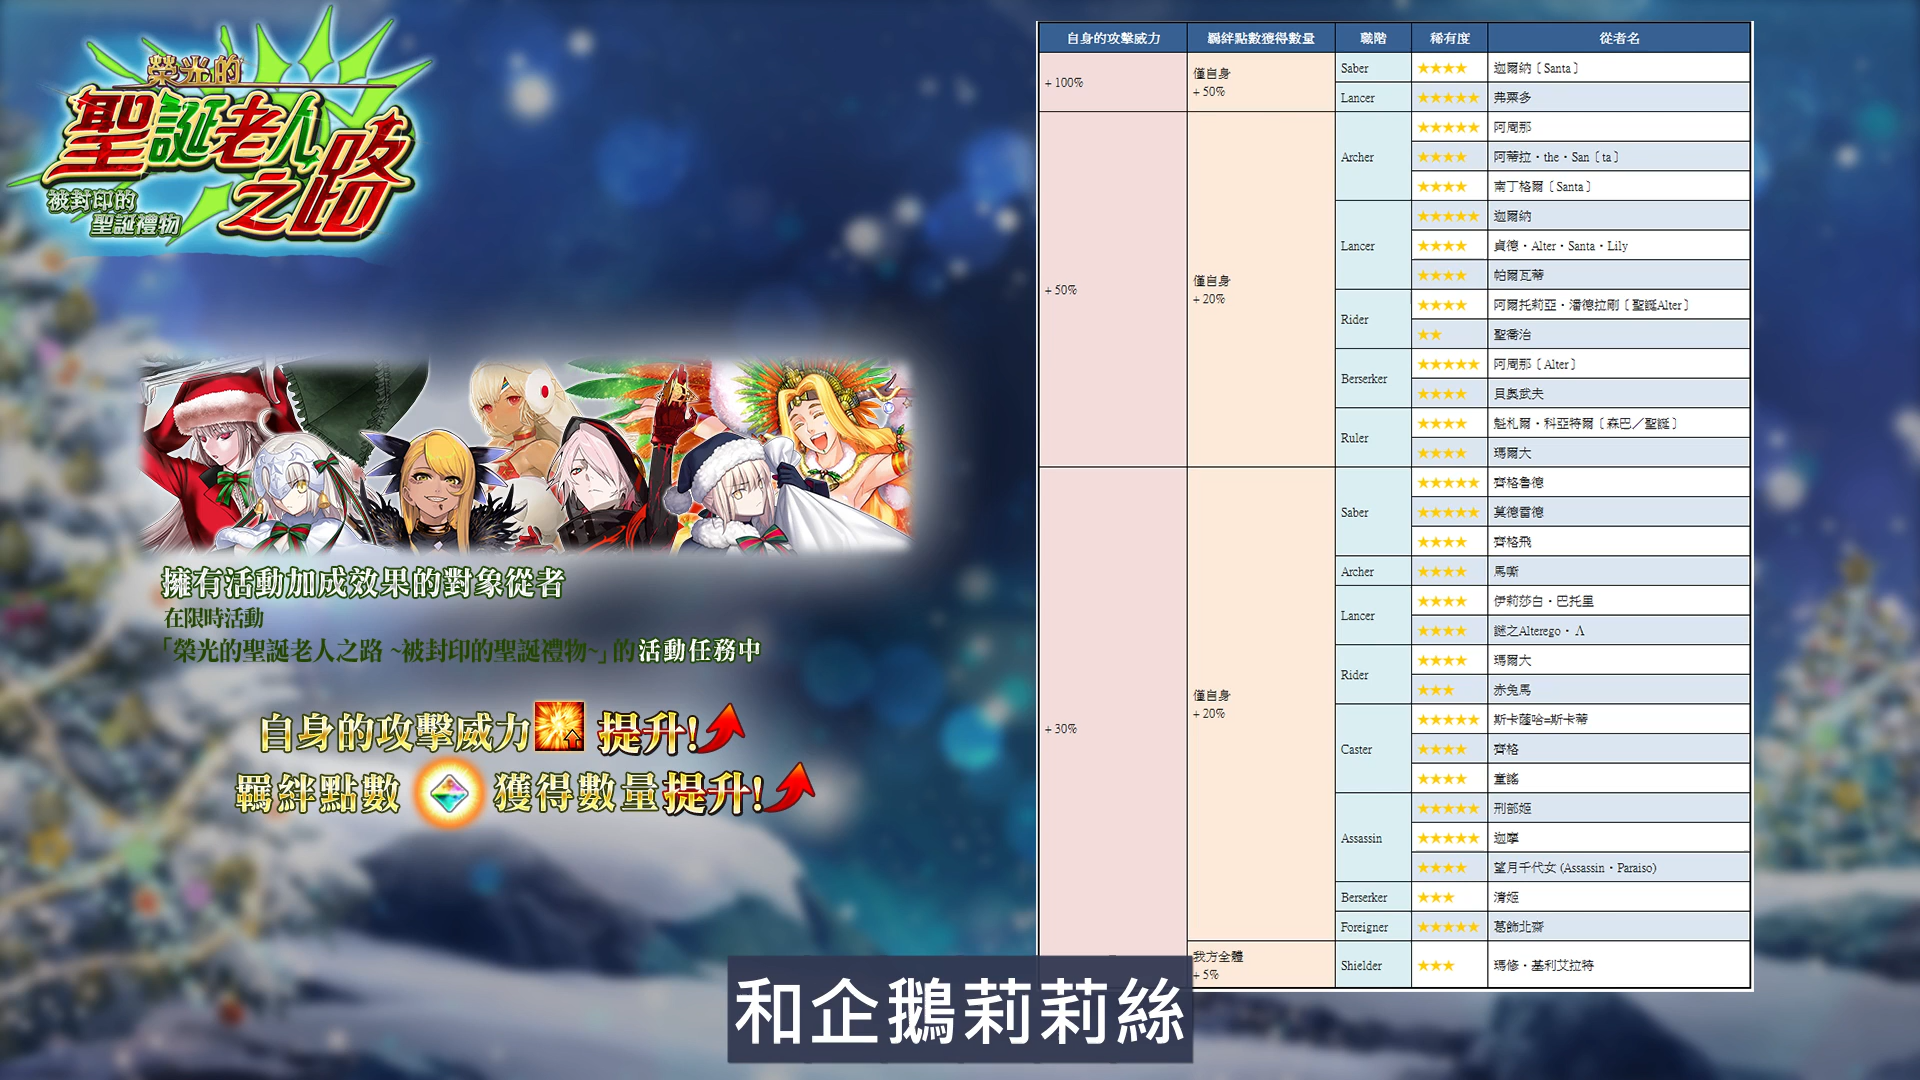 榮光的
聖誕老人之路
被封印的
聖誕禮物
擁有活動加成效果的對象從者
在限時活動
「榮光的聖誕老人之路 ~被封印的聖誕禮物~」的活動任務中
自身的攻擊威力 提升!
羈絆點數 獲得數量提升!
自身的攻擊威力 羈絆點數獲得數量 職階 稀有度 從者名
+ 100% 僅自身 + 50% Saber ★★★★ 迦爾納〔Santa〕
Lancer ★★★★★ 弗栗多
+ 50% 僅自身 + 20% Archer ★★★★★ 阿周那
★★★★ 阿蒂拉・the・San〔ta〕
★★★★ 南丁格爾〔Santa〕
Lancer ★★★★★ 迦爾納
★★★★ 貞德・Alter・Santa・Lily
★★★★ 帕爾瓦蒂
Rider ★★★★ 阿爾托莉亞・潘德拉剛〔聖誕Alter〕
★★ 聖喬治
Berserker ★★★★★ 阿周那〔Alter〕
★★★★ 貝奧武夫
Ruler ★★★★ 魁札爾・科亞特爾〔森巴／聖誕〕
★★★★ 瑪爾大
+ 30% 僅自身 + 20% Saber ★★★★★ 齊格魯德
★★★★★ 莫德雷德
★★★★ 齊格飛
Archer ★★★★ 馬嘶
Lancer ★★★★ 伊莉莎白・巴托里
★★★★ 謎之Alterego・Λ
Rider ★★★★ 瑪爾大
★★★ 赤兔馬
Caster ★★★★★ 斯卡薩哈=斯卡蒂
★★★★ 齊格
★★★★ 童謠
Assassin ★★★★★ 刑部姬
★★★★★ 迦摩
★★★★ 望月千代女 (Assassin・Paraiso)
Berserker ★★★ 清姬
Foreigner ★★★★★ 葛飾北齋
我方全體 + 5% Shielder ★★★ 瑪修・基利艾拉特
和企鵝莉莉絲